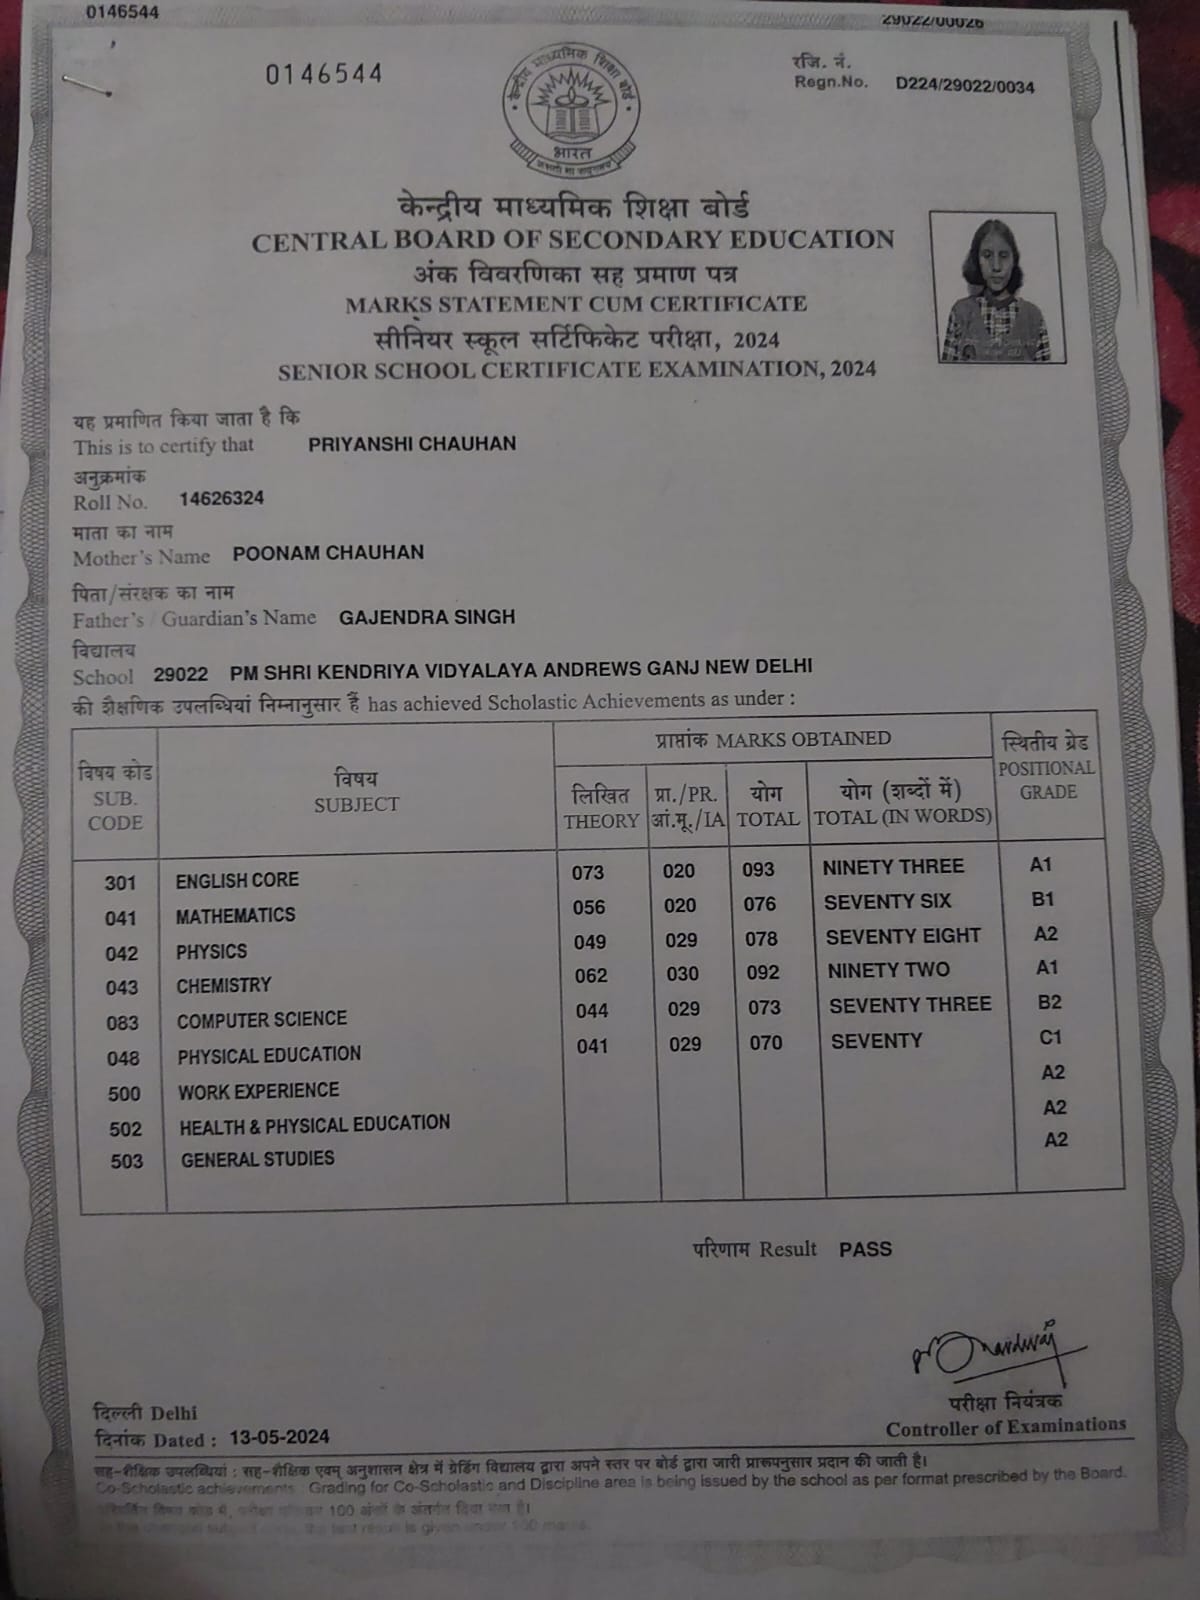 0146544
29022/00026
0146544
रजि. नं.
Regn.No. D224/29022/0034
केन्द्रीय माध्यमिक शिक्षा बोर्ड
भारत
केन्द्रीय माध्यमिक शिक्षा बोर्ड
CENTRAL BOARD OF SECONDARY EDUCATION
अंक विवरणिका सह प्रमाण पत्र
MARKS STATEMENT CUM CERTIFICATE
सीनियर स्कूल सर्टिफिकेट परीक्षा, 2024
SENIOR SCHOOL CERTIFICATE EXAMINATION, 2024
यह प्रमाणित किया जाता है कि
This is to certify that PRIYANSHI CHAUHAN
अनुक्रमांक
Roll No. 14626324
माता का नाम
Mother's Name POONAM CHAUHAN
पिता/संरक्षक का नाम
Father's / Guardian's Name GAJENDRA SINGH
विद्यालय
School 29022 PM SHRI KENDRIYA VIDYALAYA ANDREWS GANJ NEW DELHI
की शैक्षणिक उपलब्धियां निम्नानुसार हैं has achieved Scholastic Achievements as under :
विषय कोड
SUB.
CODE
विषय
SUBJECT
प्राप्तांक MARKS OBTAINED
लिखित
THEORY
प्रा./PR.
आं.मू./IA
योग
TOTAL
योग (शब्दों में)
TOTAL (IN WORDS)
स्थितीय ग्रेड
POSITIONAL
GRADE
301 ENGLISH CORE 073 020 093 NINETY THREE A1
041 MATHEMATICS 056 020 076 SEVENTY SIX B1
042 PHYSICS 049 029 078 SEVENTY EIGHT A2
043 CHEMISTRY 062 030 092 NINETY TWO A1
083 COMPUTER SCIENCE 044 029 073 SEVENTY THREE B2
048 PHYSICAL EDUCATION 041 029 070 SEVENTY C1
500 WORK EXPERIENCE A2
502 HEALTH & PHYSICAL EDUCATION A2
503 GENERAL STUDIES A2
परिणाम Result PASS
परीक्षा नियंत्रक
Controller of Examinations
दिल्ली Delhi
दिनांक Dated : 13-05-2024
सह-शैक्षिक उपलब्धियां : सह-शैक्षिक एवम् अनुशासन क्षेत्र में ग्रेडिंग विद्यालय द्वारा अपने स्तर पर बोर्ड द्वारा जारी प्रारूपनुसार प्रदान की जाती है।
Co-Scholastic achievements : Grading for Co-Scholastic and Discipline area is being issued by the school as per format prescribed by the Board.
100 अंकों के अंतर्गत दिया गया है।
is given under 100 marks.